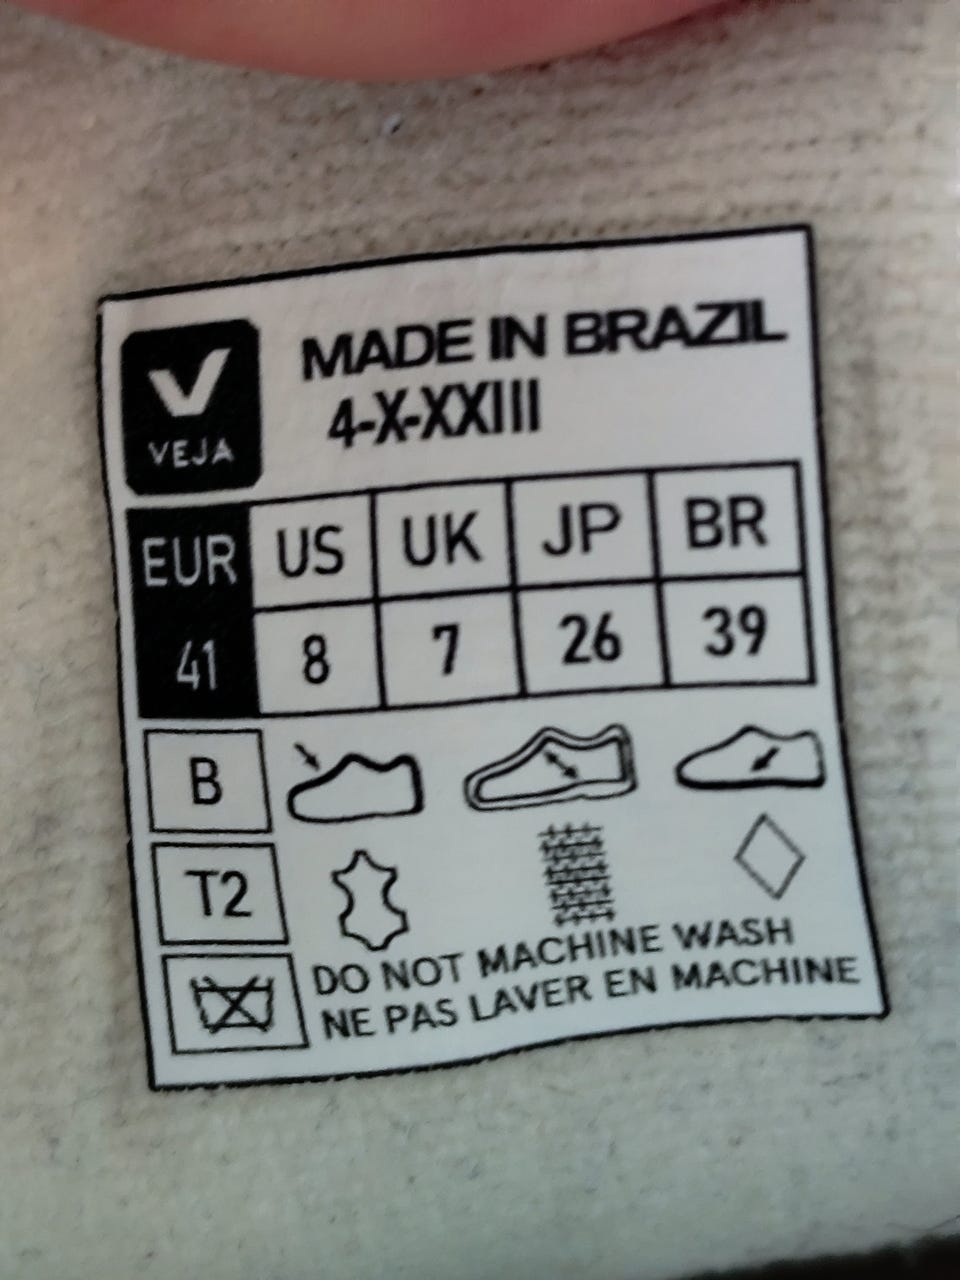 VEJA
MADE IN BRAZIL
4-X-XXIII
EUR US UK JP BR
41 8 7 26 39
B
T2
DO NOT MACHINE WASH
NE PAS LAVER EN MACHINE